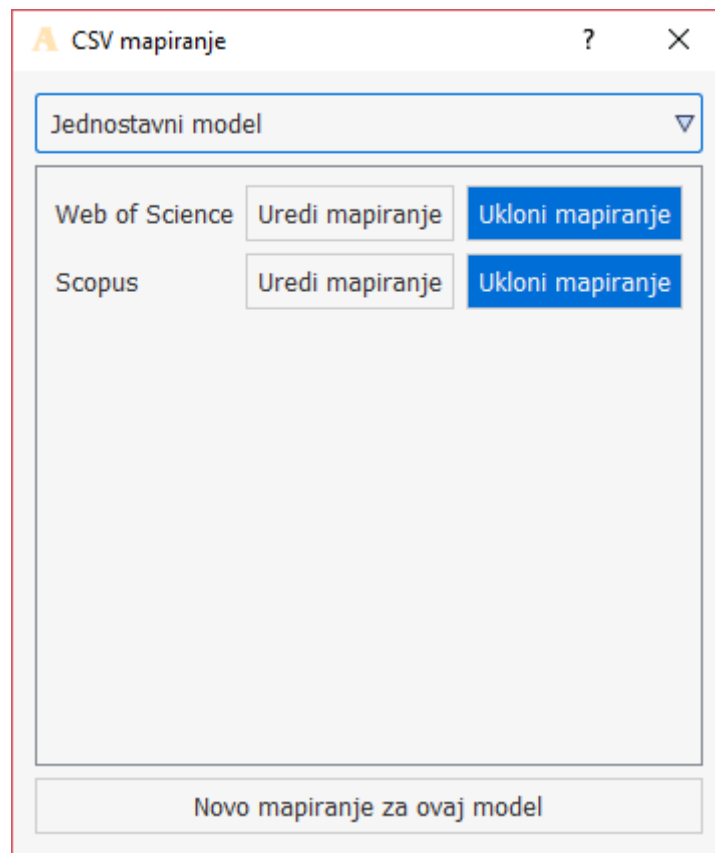 CSV mapiranje ?
Jednostavni model
Web of Science Uredi mapiranje Ukloni mapiranje
Scopus Uredi mapiranje Ukloni mapiranje
Novo mapiranje za ovaj model